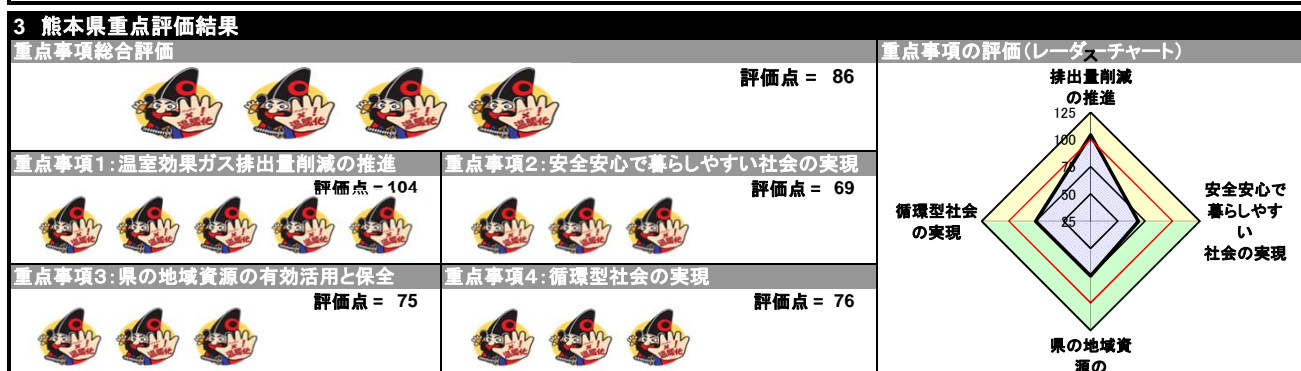 3 熊本県重点評価結果
重点事項総合評価
評価点 = 86
重点事項1:温室効果ガス排出量削減の推進
評価点 = 104
重点事項2:安全安心で暮らしやすい社会の実現
評価点 = 69
重点事項3:県の地域資源の有効活用と保全
評価点 = 75
重点事項4:循環型社会の実現
評価点 = 76
重点事項の評価(レーダーチャート)
ス
排出量削減
の推進
125
100
75
50
25
安全安心で
暮らしやす
い
社会の実現
循環型社会
の実現
県の地域資
源の